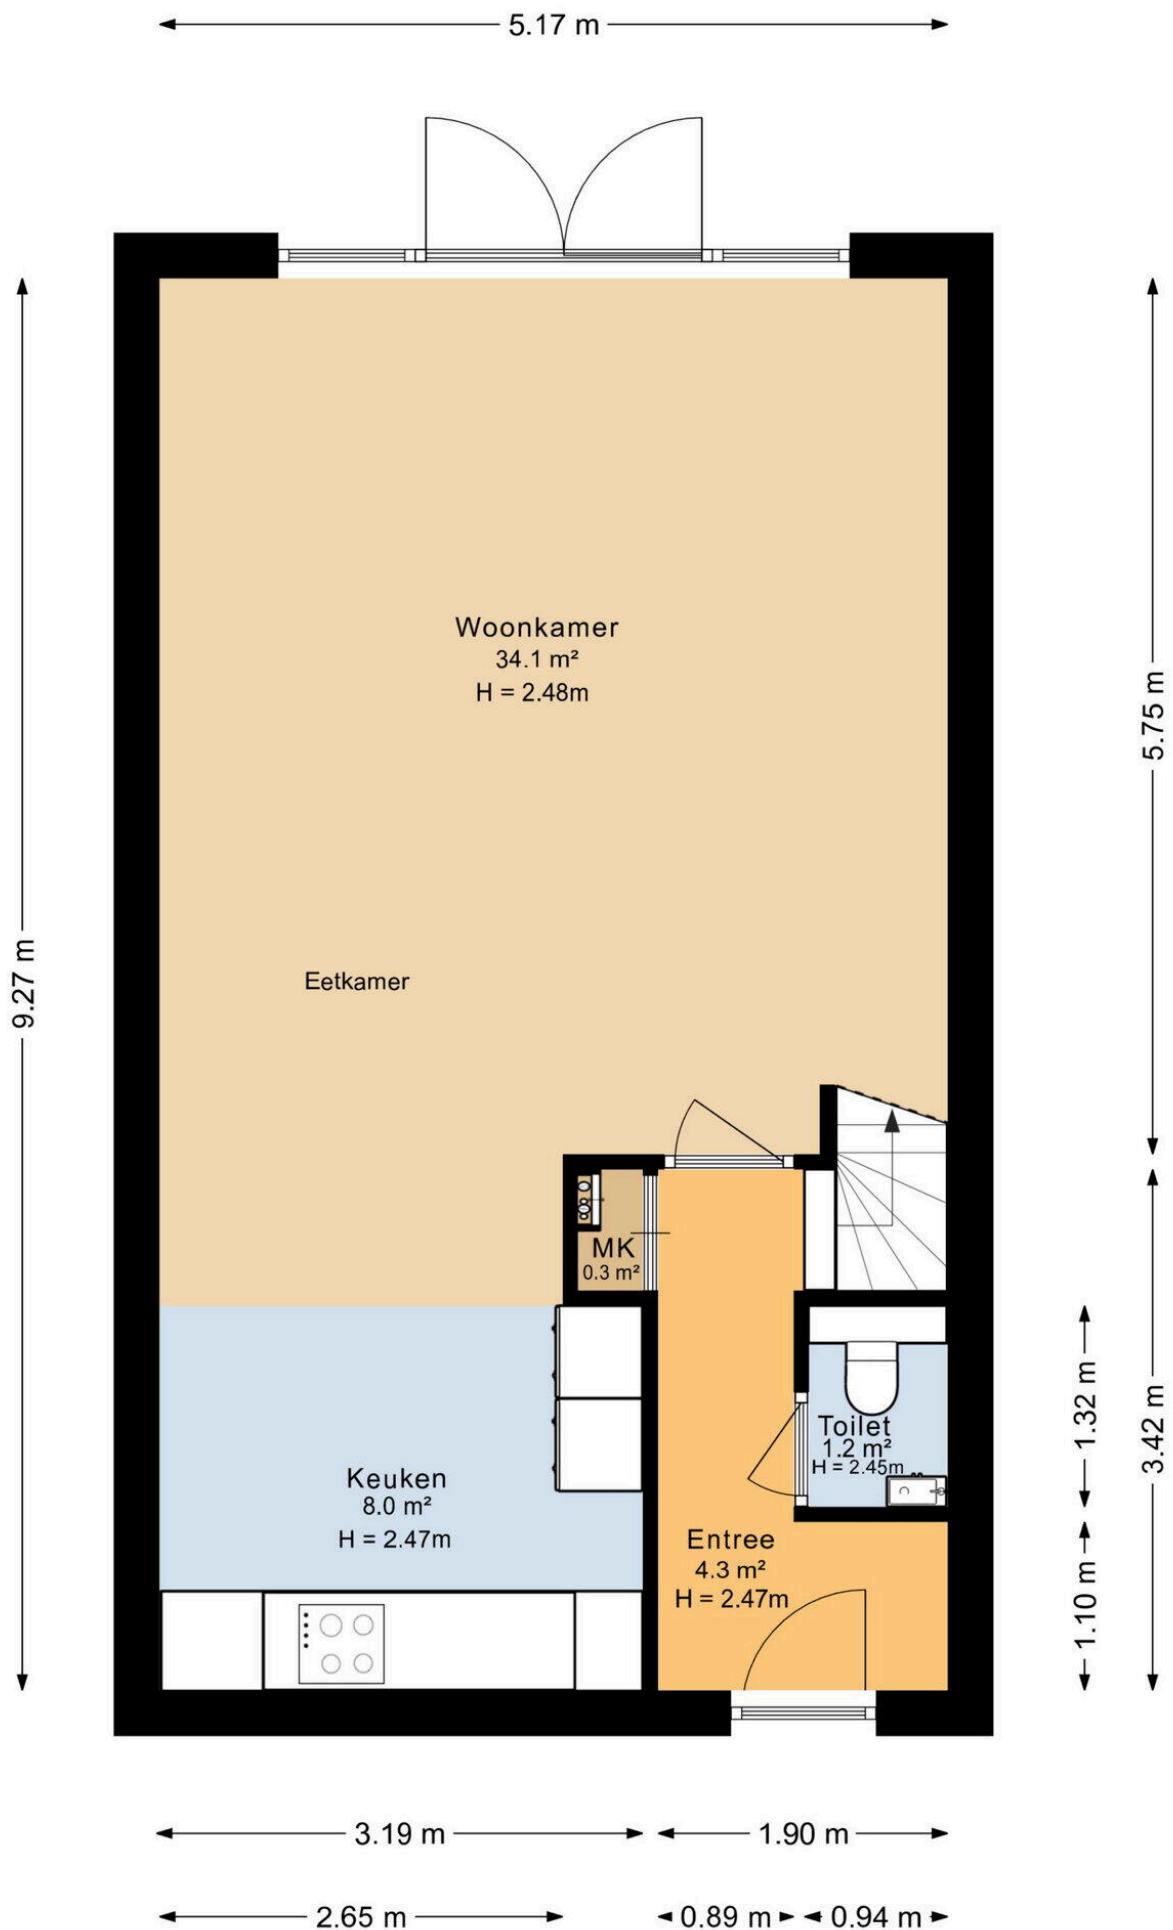 5.17 m
Woonkamer
34.1 m²
H = 2.48m
5.75 m
9.27 m
Eetkamer
MK
0.3 m²
Toilet
1.2 m²
H = 2.45m
1.32 m
3.42 m
Keuken
8.0 m²
H = 2.47m
Entree
4.3 m²
H = 2.47m
1.10 m
3.19 m
1.90 m
2.65 m
0.89 m
0.94 m